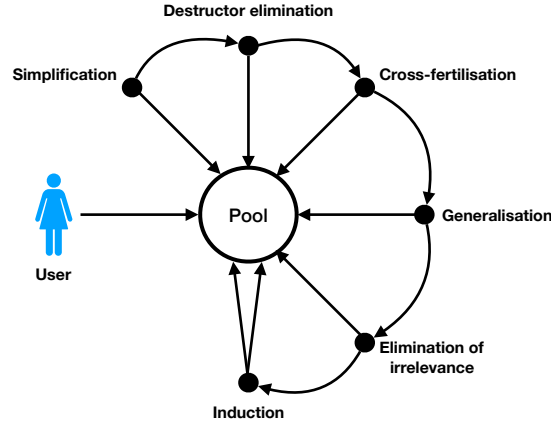 Destructor elimination
Simplification
Cross-fertilisation
Pool
Generalisation
User
Elimination of
irrelevance
Induction